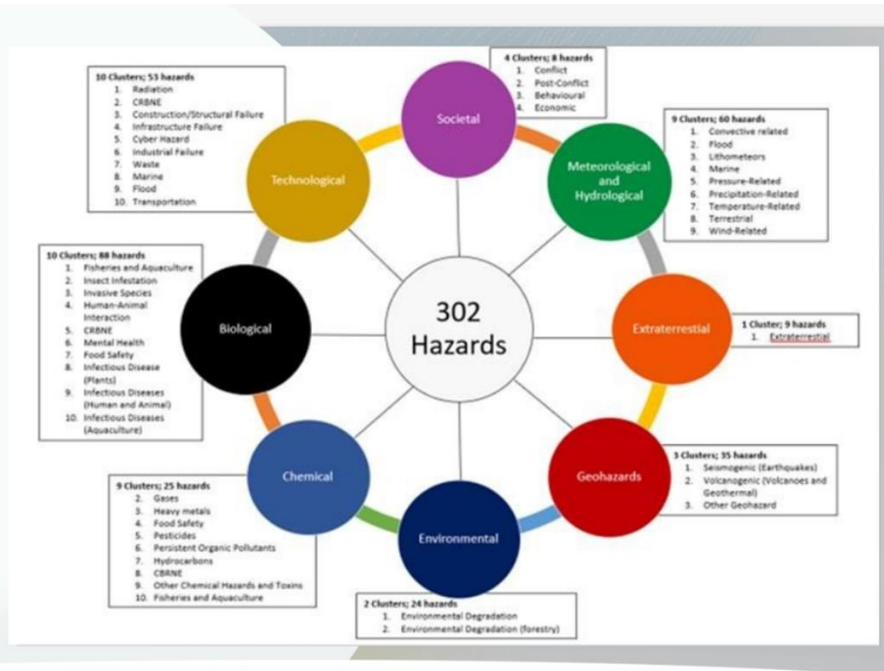 4 Clusters; 8 hazards
1. Conflict
2. Post-Conflict
3. Behavioural
4. Economic
Societal
10 Clusters; 53 hazards
1. Radiation
2. CRBNE
3. Construction/Structural Failure
4. Infrastructure Failure
5. Cyber Hazard
6. Industrial Failure
7. Waste
8. Marine
9. Flood
10. Transportation
Technological
Meteorological
and
Hydrological
9 Clusters; 60 hazards
1. Convective related
2. Flood
3. Lithometeors
4. Marine
5. Pressure-Related
6. Precipitation-Related
7. Temperature-Related
8. Terrestrial
9. Wind-Related
10 Clusters; 88 hazards
1. Fisheries and Aquaculture
2. Insect Infestation
3. Invasive Species
4. Human-Animal
Interaction
5. CRBNE
6. Mental Health
7. Food Safety
8. Infectious Disease
(Plants)
9. Infectious Diseases
(Human and Animal)
10. Infectious Diseases
(Aquaculture)
Biological
302
Hazards
Extraterrestial
1 Cluster; 9 hazards
1. Extraterrestial
Chemical
9 Clusters; 25 hazards
2. Gases
3. Heavy metals
4. Food Safety
5. Pesticides
6. Persistent Organic Pollutants
7. Hydrocarbons
8. CBRNE
9. Other Chemical Hazards and Toxins
10. Fisheries and Aquaculture
Geohazards
3 Clusters; 35 hazards
1. Seismogenic (Earthquakes)
2. Volcanogenic (Volcanoes and
Geothermal)
3. Other Geohazard
Environmental
2 Clusters; 24 hazards
1. Environmental Degradation
2. Environmental Degradation (forestry)